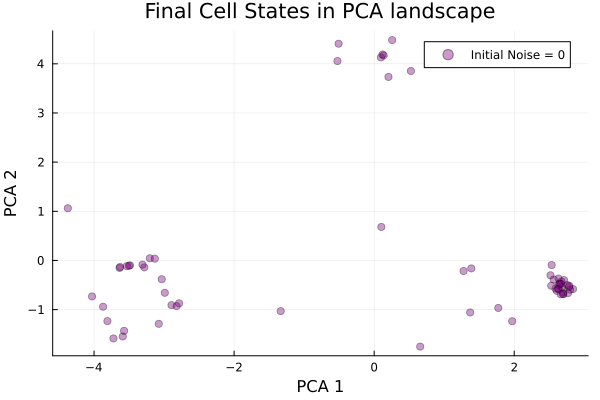 Final Cell States in PCA landscape
Initial Noise = 0
PCA 2
4
3
2
1
0
−1
−4
−2
0
2
PCA 1